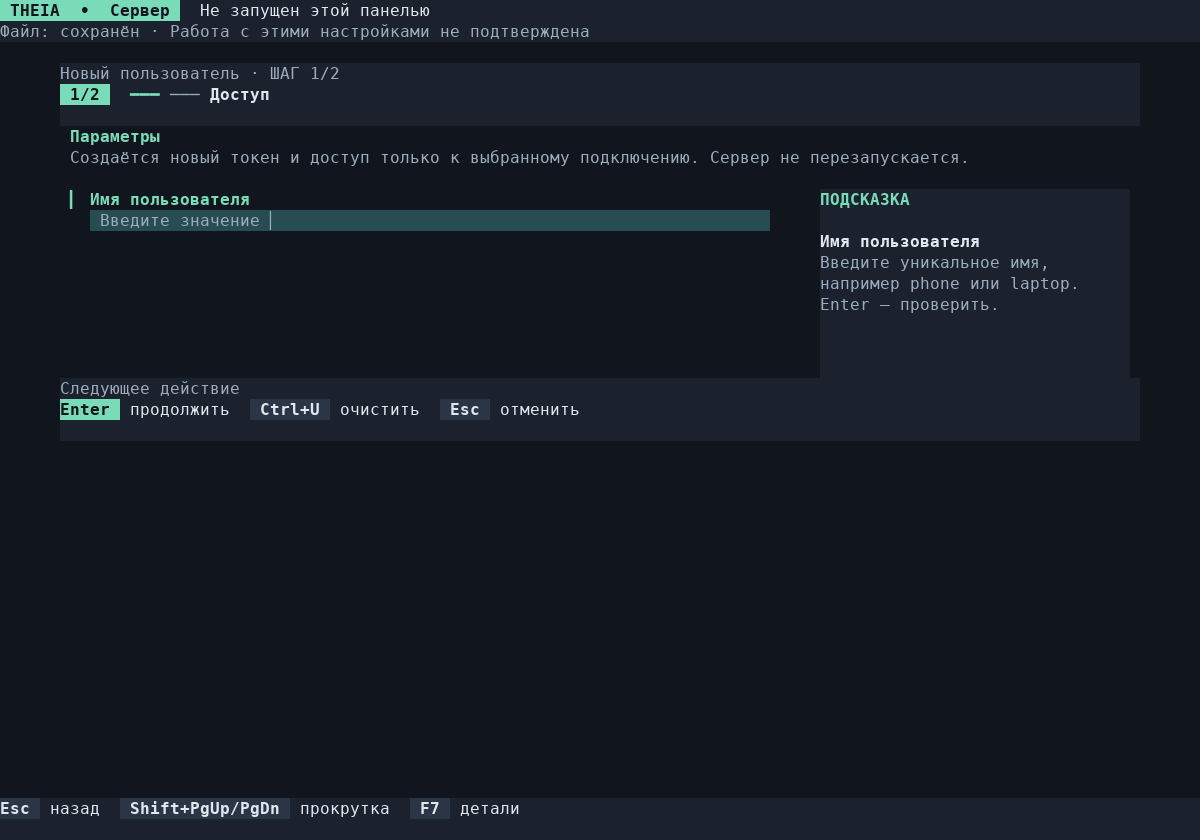 THEIA • Сервер Не запущен этой панелью
Файл: сохранён · Работа с этими настройками не подтверждена
Новый пользователь · ШАГ 1/2
1/2 ━━━ ─── Доступ
Параметры
Создаётся новый токен и доступ только к выбранному подключению. Сервер не перезапускается.
Имя пользователя
Введите значение
ПОДСКАЗКА
Имя пользователя
Введите уникальное имя,
например phone или laptop.
Enter — проверить.
Следующее действие
Enter продолжить Ctrl+U очистить Esc отменить
Esc назад Shift+PgUp/PgDn прокрутка F7 детали